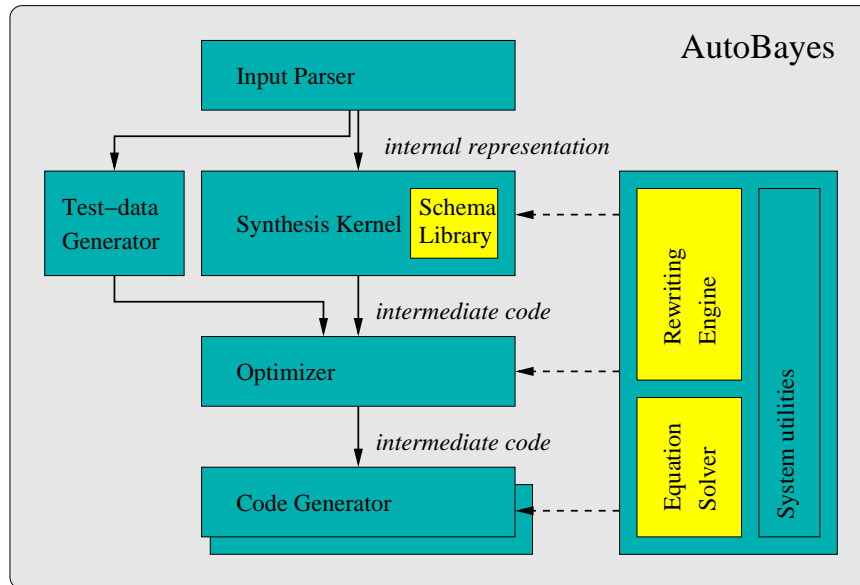 AutoBayes
Input Parser
internal representation
Test−data
Generator
Synthesis Kernel
Schema
Library
intermediate code
Optimizer
intermediate code
Code Generator
Rewriting
Engine
Equation
Solver
System utilities